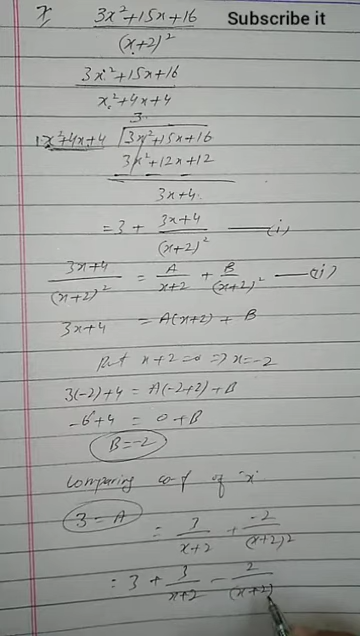 x, 3x²+15x+16 Subscribe it
(x+2)²
3x²+15x+16
x²+4x+4
3
x²+4x+4 3x²+15x+16
3x²+12x+12
3x+4
= 3 + 3x+4 —— (i)
(x+2)²
3x+4 = A + B —— (ii)
(x+2)² x+2 (x+2)²
3x+4 = A(x+2) + B
Put x+2=0 ⇒ x=-2
3(-2)+4 = A(-2+2)+B
-6+4 = 0+B
B=-2
Comparing co-f of 'x'
3=A
= 3 + -2
x+2 (x+2)2
= 3 + 3 - 2
x+2 (x+2)